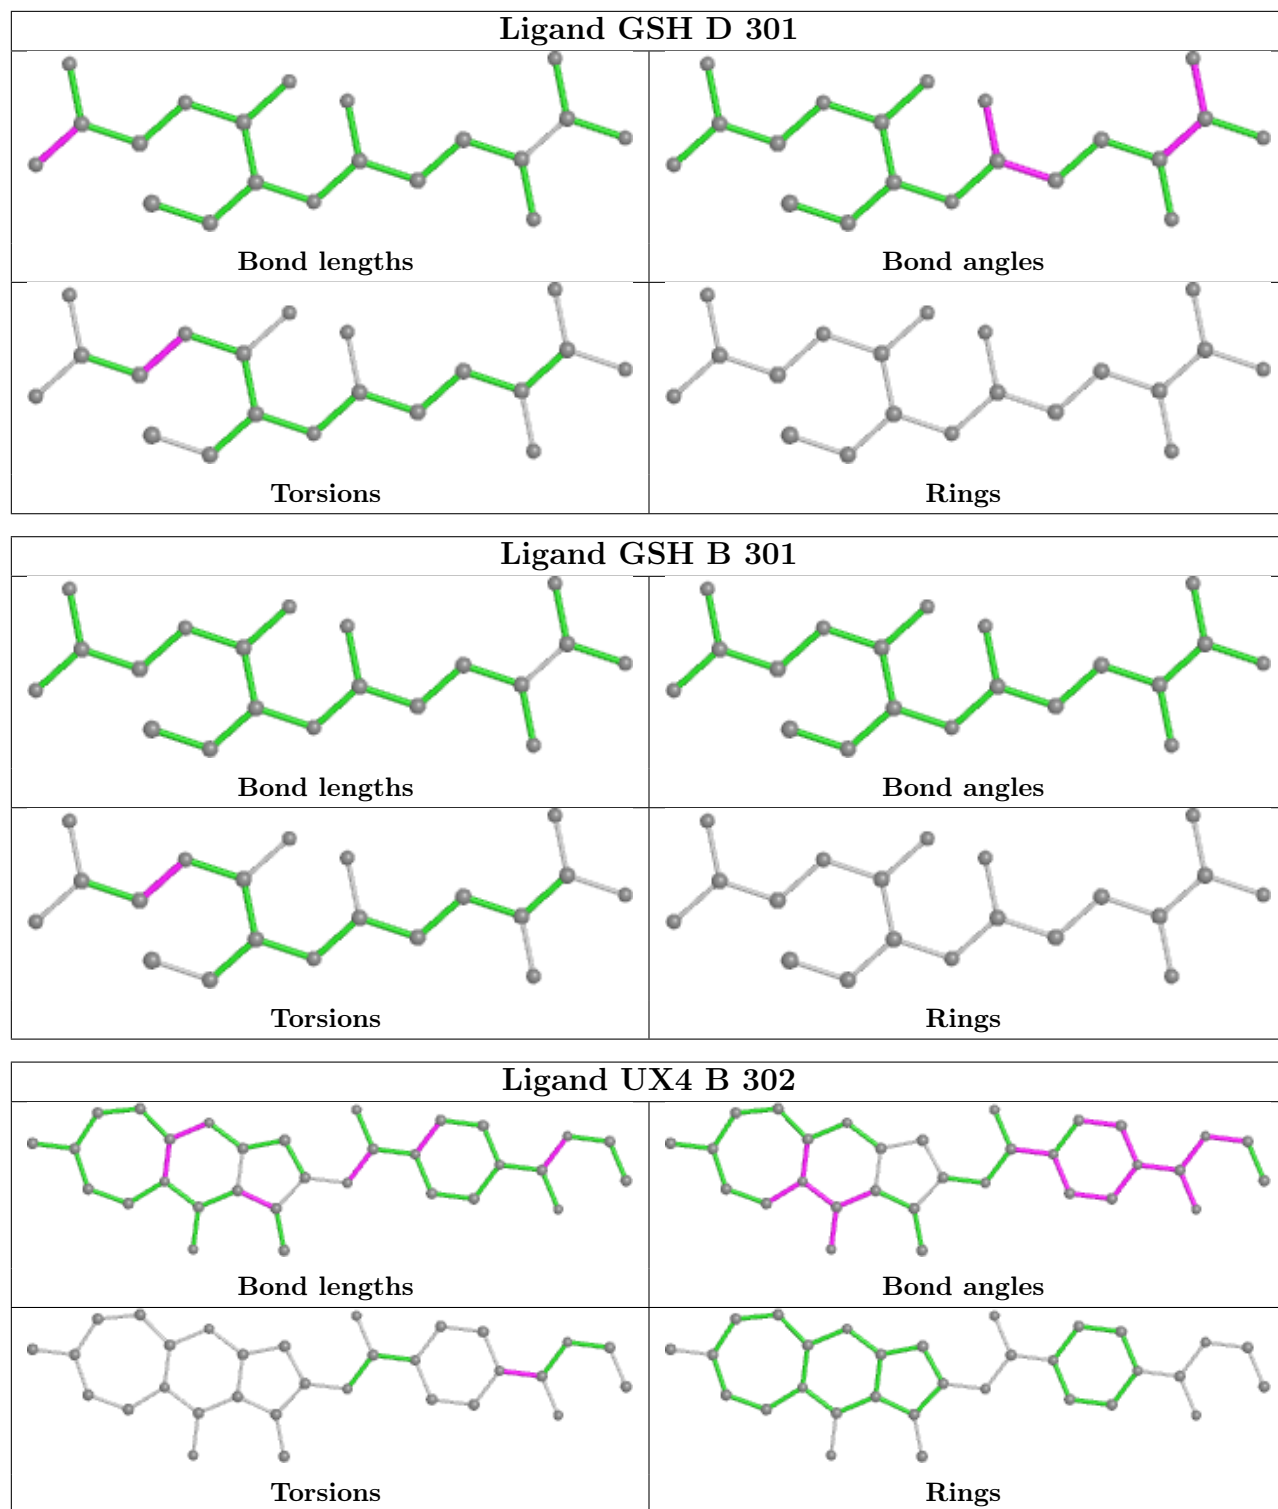 Ligand GSH D 301
Bond lengths
Bond angles
Torsions
Rings
Ligand GSH B 301
Bond lengths
Bond angles
Torsions
Rings
Ligand UX4 B 302
Bond lengths
Bond angles
Torsions
Rings